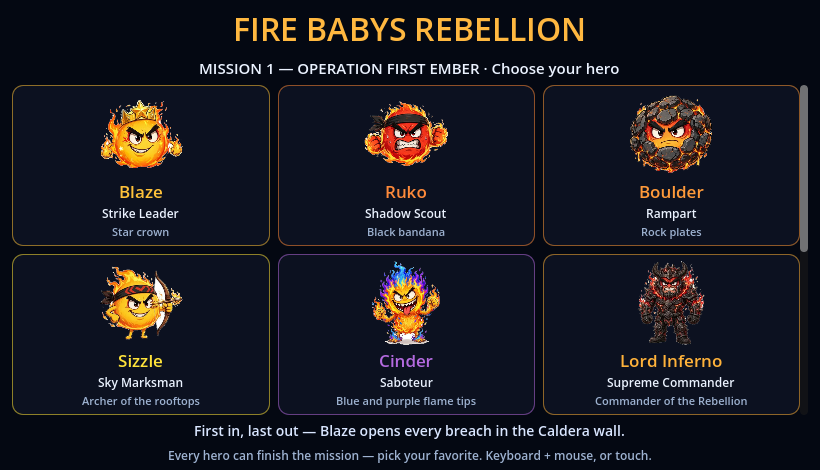 FIRE BABYS REBELLION
MISSION 1 — OPERATION FIRST EMBER · Choose your hero
Blaze
Strike Leader
Star crown
Ruko
Shadow Scout
Black bandana
Boulder
Rampart
Rock plates
Sizzle
Sky Marksman
Archer of the rooftops
Cinder
Saboteur
Blue and purple flame tips
Lord Inferno
Supreme Commander
Commander of the Rebellion
First in, last out — Blaze opens every breach in the Caldera wall.
Every hero can finish the mission — pick your favorite. Keyboard + mouse, or touch.